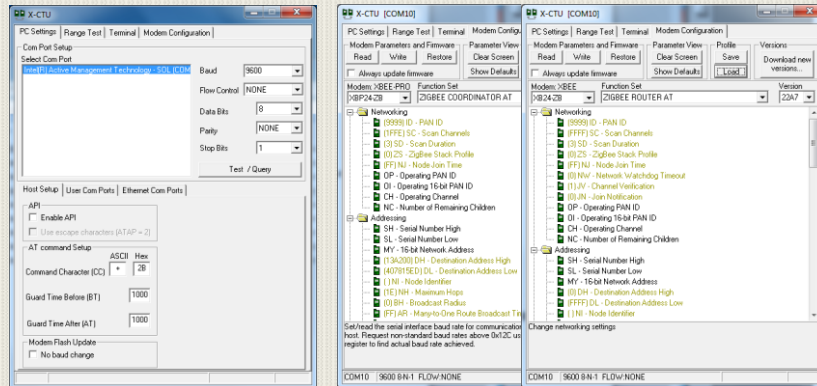 X-CTU
PC Settings | Range Test | Terminal | Modem Configuration
Com Port Setup
Select Com Port
Intel(R) Active Management Technology - SOL (COM
Baud 9600
Flow Control NONE
Data Bits 8
Parity NONE
Stop Bits 1
Test / Query
Host Setup | User Com Ports | Ethernet Com Ports
API
Enable API
Use escape characters (ATAP = 2)
AT command Setup
ASCII Hex
Command Character (CC) + 2B
Guard Time Before (BT) 1000
Guard Time After (AT) 1000
Modem Flash Update
No baud change
X-CTU [COM10]
PC Settings | Range Test | Terminal | Modem Configu
Modem Parameters and Firmware Parameter View
Read Write Restore Clear Screen
Always update firmware Show Defaults
Modem: XBEE-PRO Function Set
XBP24-ZB ZIGBEE COORDINATOR AT
Networking
(9999) ID - PAN ID
(1FFE) SC - Scan Channels
(3) SD - Scan Duration
(0) ZS - ZigBee Stack Profile
(FF) NJ - Node Join Time
OP - Operating PAN ID
OI - Operating 16-bit PAN ID
CH - Operating Channel
NC - Number of Remaining Children
Addressing
SH - Serial Number High
SL - Serial Number Low
MY - 16-bit Network Address
(13A200) DH - Destination Address High
(407815ED) DL - Destination Address Low
( ) NI - Node Identifier
(1E) NH - Maximum Hops
(0) BH - Broadcast Radius
(FF) AR - Many-to-One Route Broadcast Tim
Set/read the serial interface baud rate for communication
host. Request non-standard baud rates above 0x12C us
register to find actual baud rate achieved.
COM10 9600 8-N-1 FLOW:NONE
X-CTU [COM10]
PC Settings | Range Test | Terminal | Modem Configuration
Modem Parameters and Firmware Parameter View Profile Versions
Read Write Restore Clear Screen Save Download new versions...
Always update firmware Show Defaults Load
Modem: XBEE Function Set Version
XB24-ZB ZIGBEE ROUTER AT 22A7
Networking
(9999) ID - PAN ID
(FFFF) SC - Scan Channels
(3) SD - Scan Duration
(0) ZS - ZigBee Stack Profile
(FF) NJ - Node Join Time
(0) NW - Network Watchdog Timeout
(1) JV - Channel Verification
(0) JN - Join Notification
OP - Operating PAN ID
OI - Operating 16-bit PAN ID
CH - Operating Channel
NC - Number of Remaining Children
Addressing
SH - Serial Number High
SL - Serial Number Low
MY - 16-bit Network Address
(0) DH - Destination Address High
(FFFF) DL - Destination Address Low
( ) NI - Node Identifier
Change networking settings
COM10 9600 8-N-1 FLOW:NONE